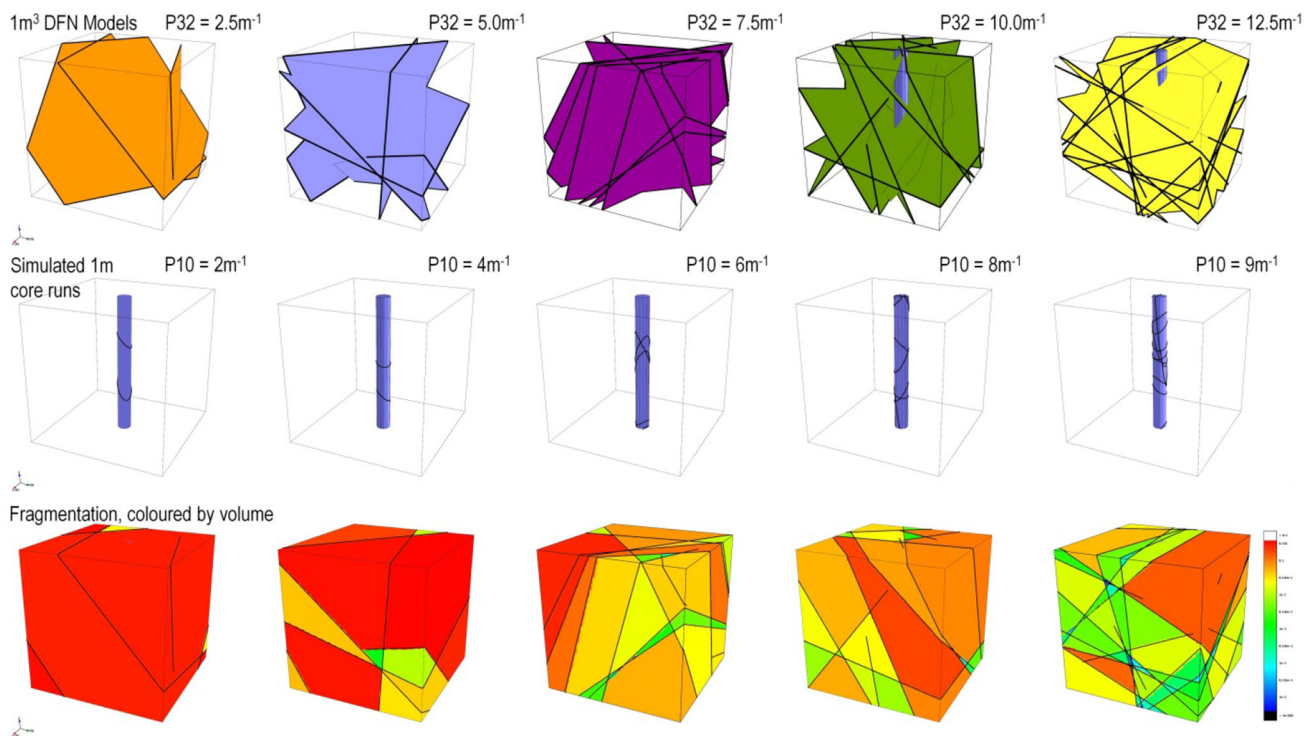 1m³ DFN Models
P32 = 2.5m⁻¹
P32 = 5.0m⁻¹
P32 = 7.5m⁻¹
P32 = 10.0m⁻¹
P32 = 12.5m⁻¹
Simulated 1m
core runs
P10 = 2m⁻¹
P10 = 4m⁻¹
P10 = 6m⁻¹
P10 = 8m⁻¹
P10 = 9m⁻¹
Fragmentation, coloured by volume